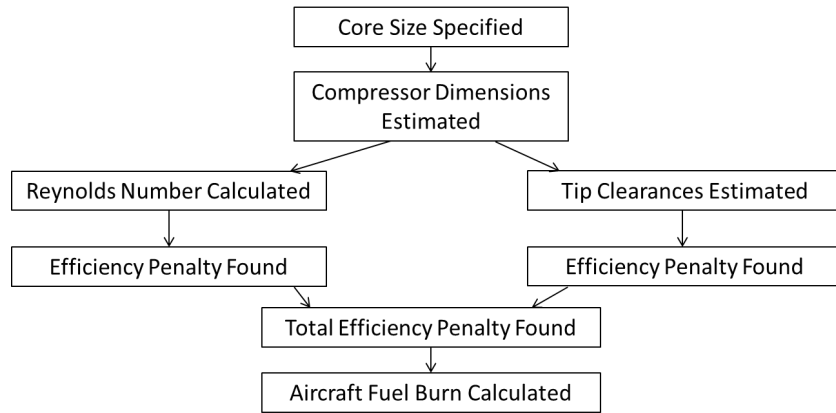 Core Size Specified
Compressor Dimensions
Estimated
Reynolds Number Calculated
Tip Clearances Estimated
Efficiency Penalty Found
Efficiency Penalty Found
Total Efficiency Penalty Found
Aircraft Fuel Burn Calculated